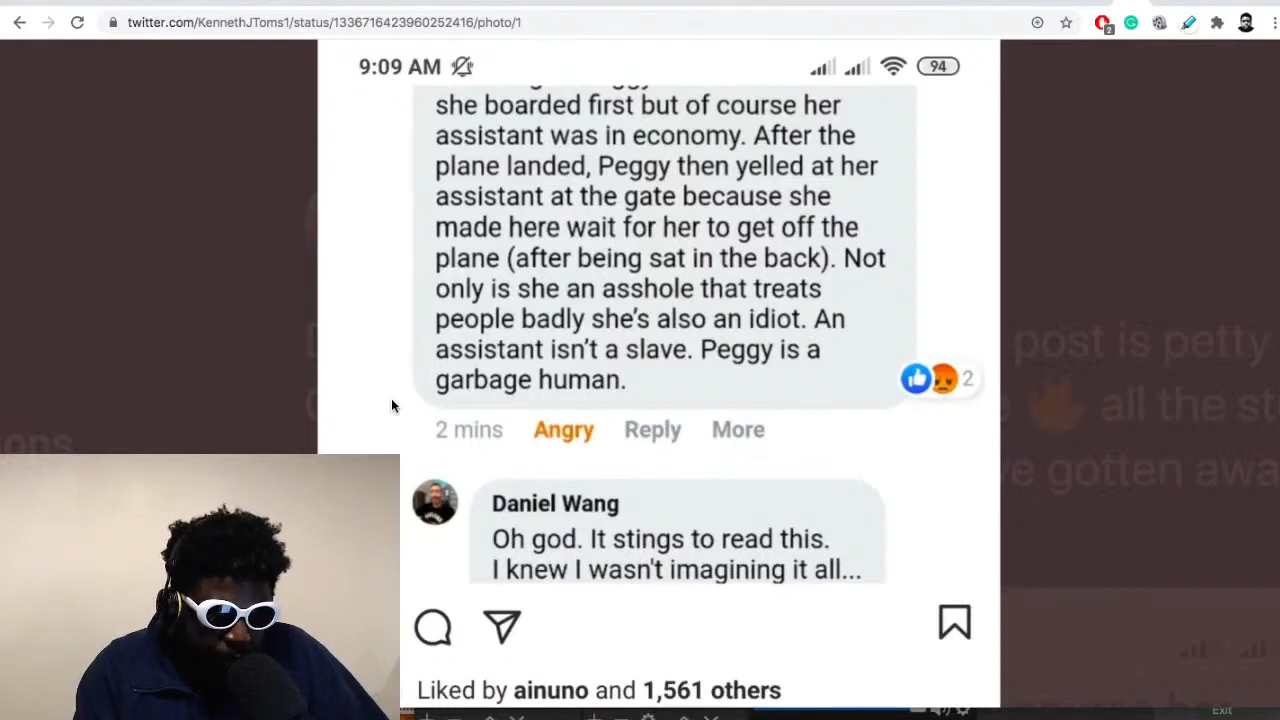 twitter.com/KennethJToms1/status/1336716423960252416/photo/1
2
9:09 AM
94
she boarded first but of course her
assistant was in economy. After the
plane landed, Peggy then yelled at her
assistant at the gate because she
made here wait for her to get off the
plane (after being sat in the back). Not
only is she an asshole that treats
people badly she's also an idiot. An
assistant isn't a slave. Peggy is a
garbage human.
2
2 mins Angry Reply More
Daniel Wang
Oh god. It stings to read this.
I knew I wasn't imagining it all...
Liked by ainuno and 1,561 others
post is petty
all the st
ve gotten awa
sons
Exit